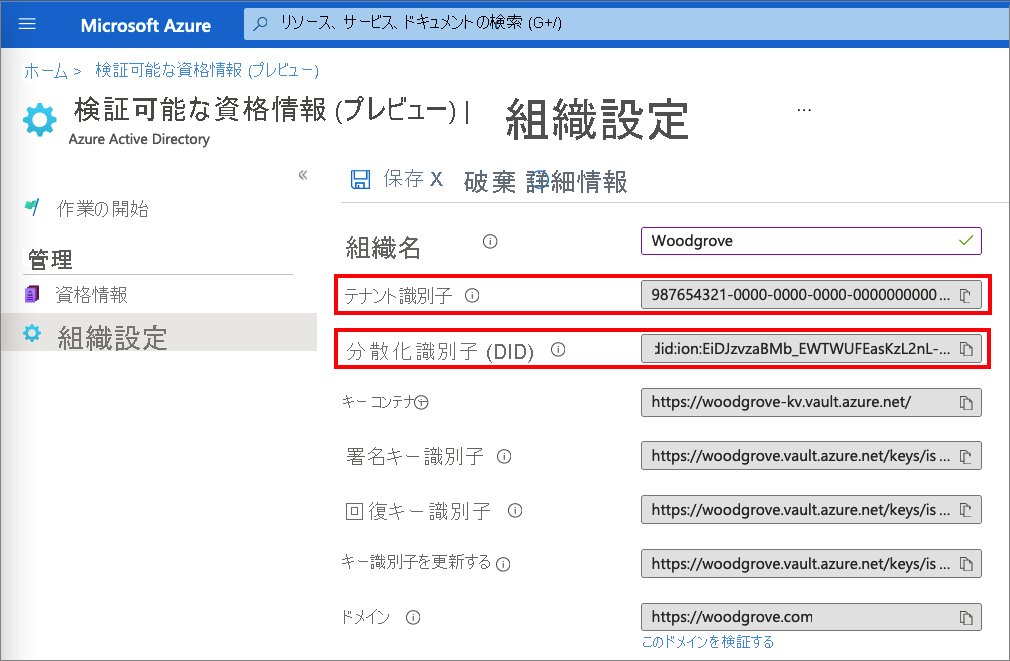 Microsoft Azure
リソース、サービス、ドキュメントの検索 (G+/)
ホーム > 検証可能な資格情報 (プレビュー)
検証可能な資格情報 (プレビュー) | 組織設定 ...
Azure Active Directory
«
保存 X 破棄 詳細情報
作業の開始
管理
資格情報
組織設定
組織名 Woodgrove
テナント識別子 987654321-0000-0000-0000-0000000000 ...
分散化識別子 (DID) did:ion:EiDJzvzaBMb_EWTWUFEasKzL2nL-...
キー コンテナー https://woodgrove-kv.vault.azure.net/
署名キー識別子 https://woodgrove.vault.azure.net/keys/is ...
回復キー識別子 https://woodgrove.vault.azure.net/keys/is ...
キー識別子を更新する https://woodgrove.vault.azure.net/keys/is ...
ドメイン https://woodgrove.com
このドメインを検証する